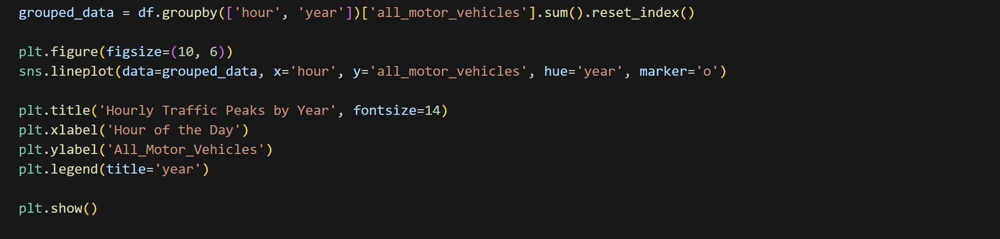 grouped_data = df.groupby(['hour', 'year'])['all_motor_vehicles'].sum().reset_index()
plt.figure(figsize=(10, 6))
sns.lineplot(data=grouped_data, x='hour', y='all_motor_vehicles', hue='year', marker='o')
plt.title('Hourly Traffic Peaks by Year', fontsize=14)
plt.xlabel('Hour of the Day')
plt.ylabel('All_Motor_Vehicles')
plt.legend(title='year')
plt.show()